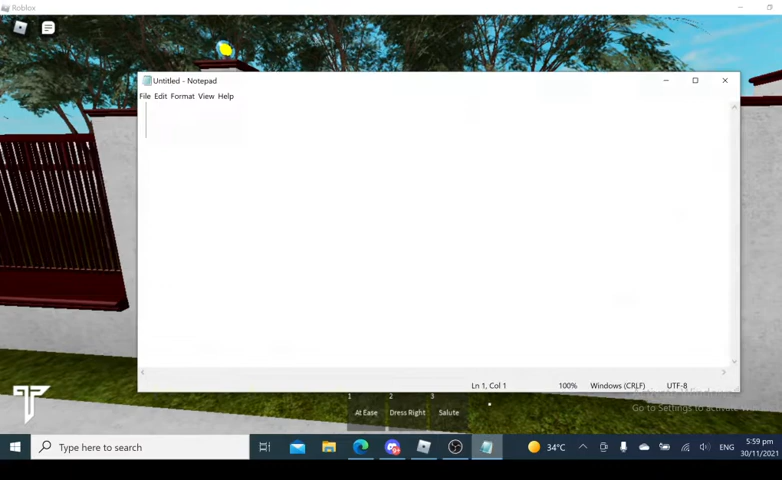 Roblox
Untitled - Notepad
File Edit Format View Help
Ln 1, Col 1 100% Windows (CRLF) UTF-8
Go to Settings to activate
1 2 3
At Ease Dress Right Salute
Type here to search
99+
34°C
ENG
5:59 pm
30/11/2021